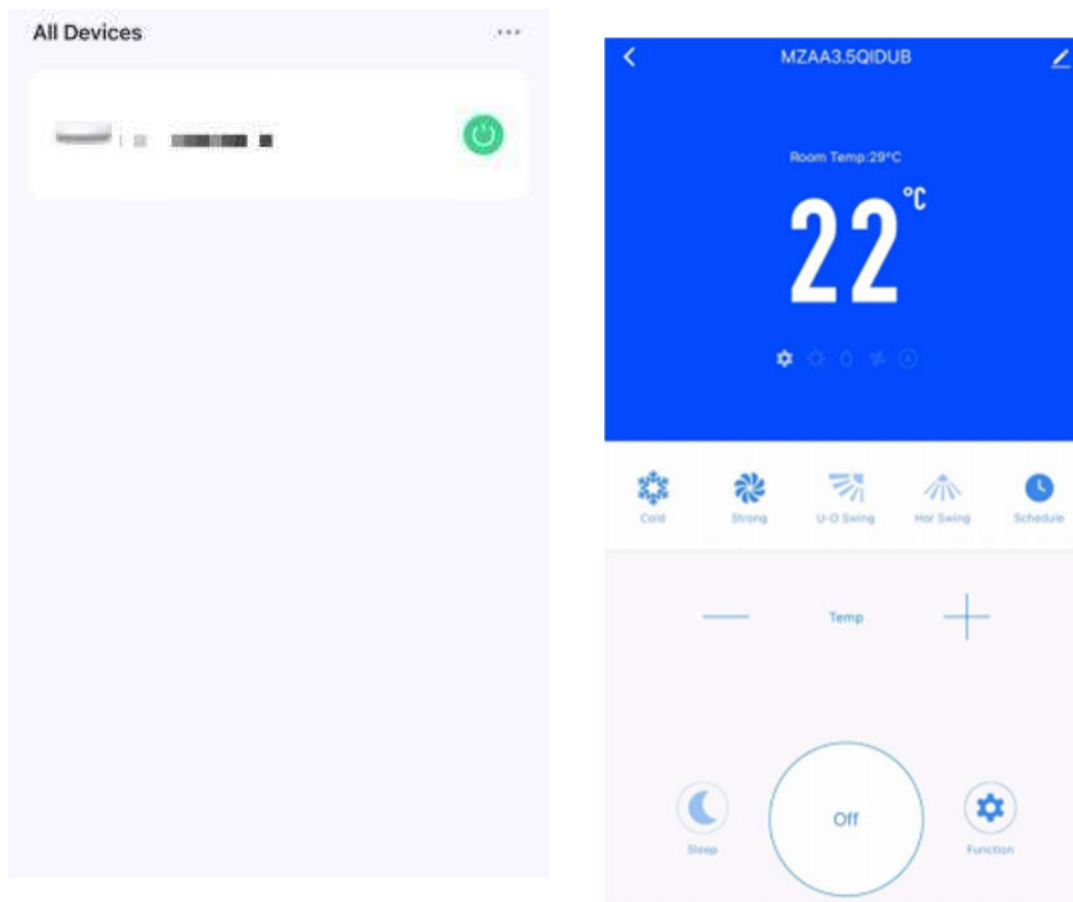 All Devices
MZAA3.5QIDUB
Room Temp:29°C
22°C
Cold Strong U-D Swing Hor Swing Schedule
Temp
Off
Sleep
Function